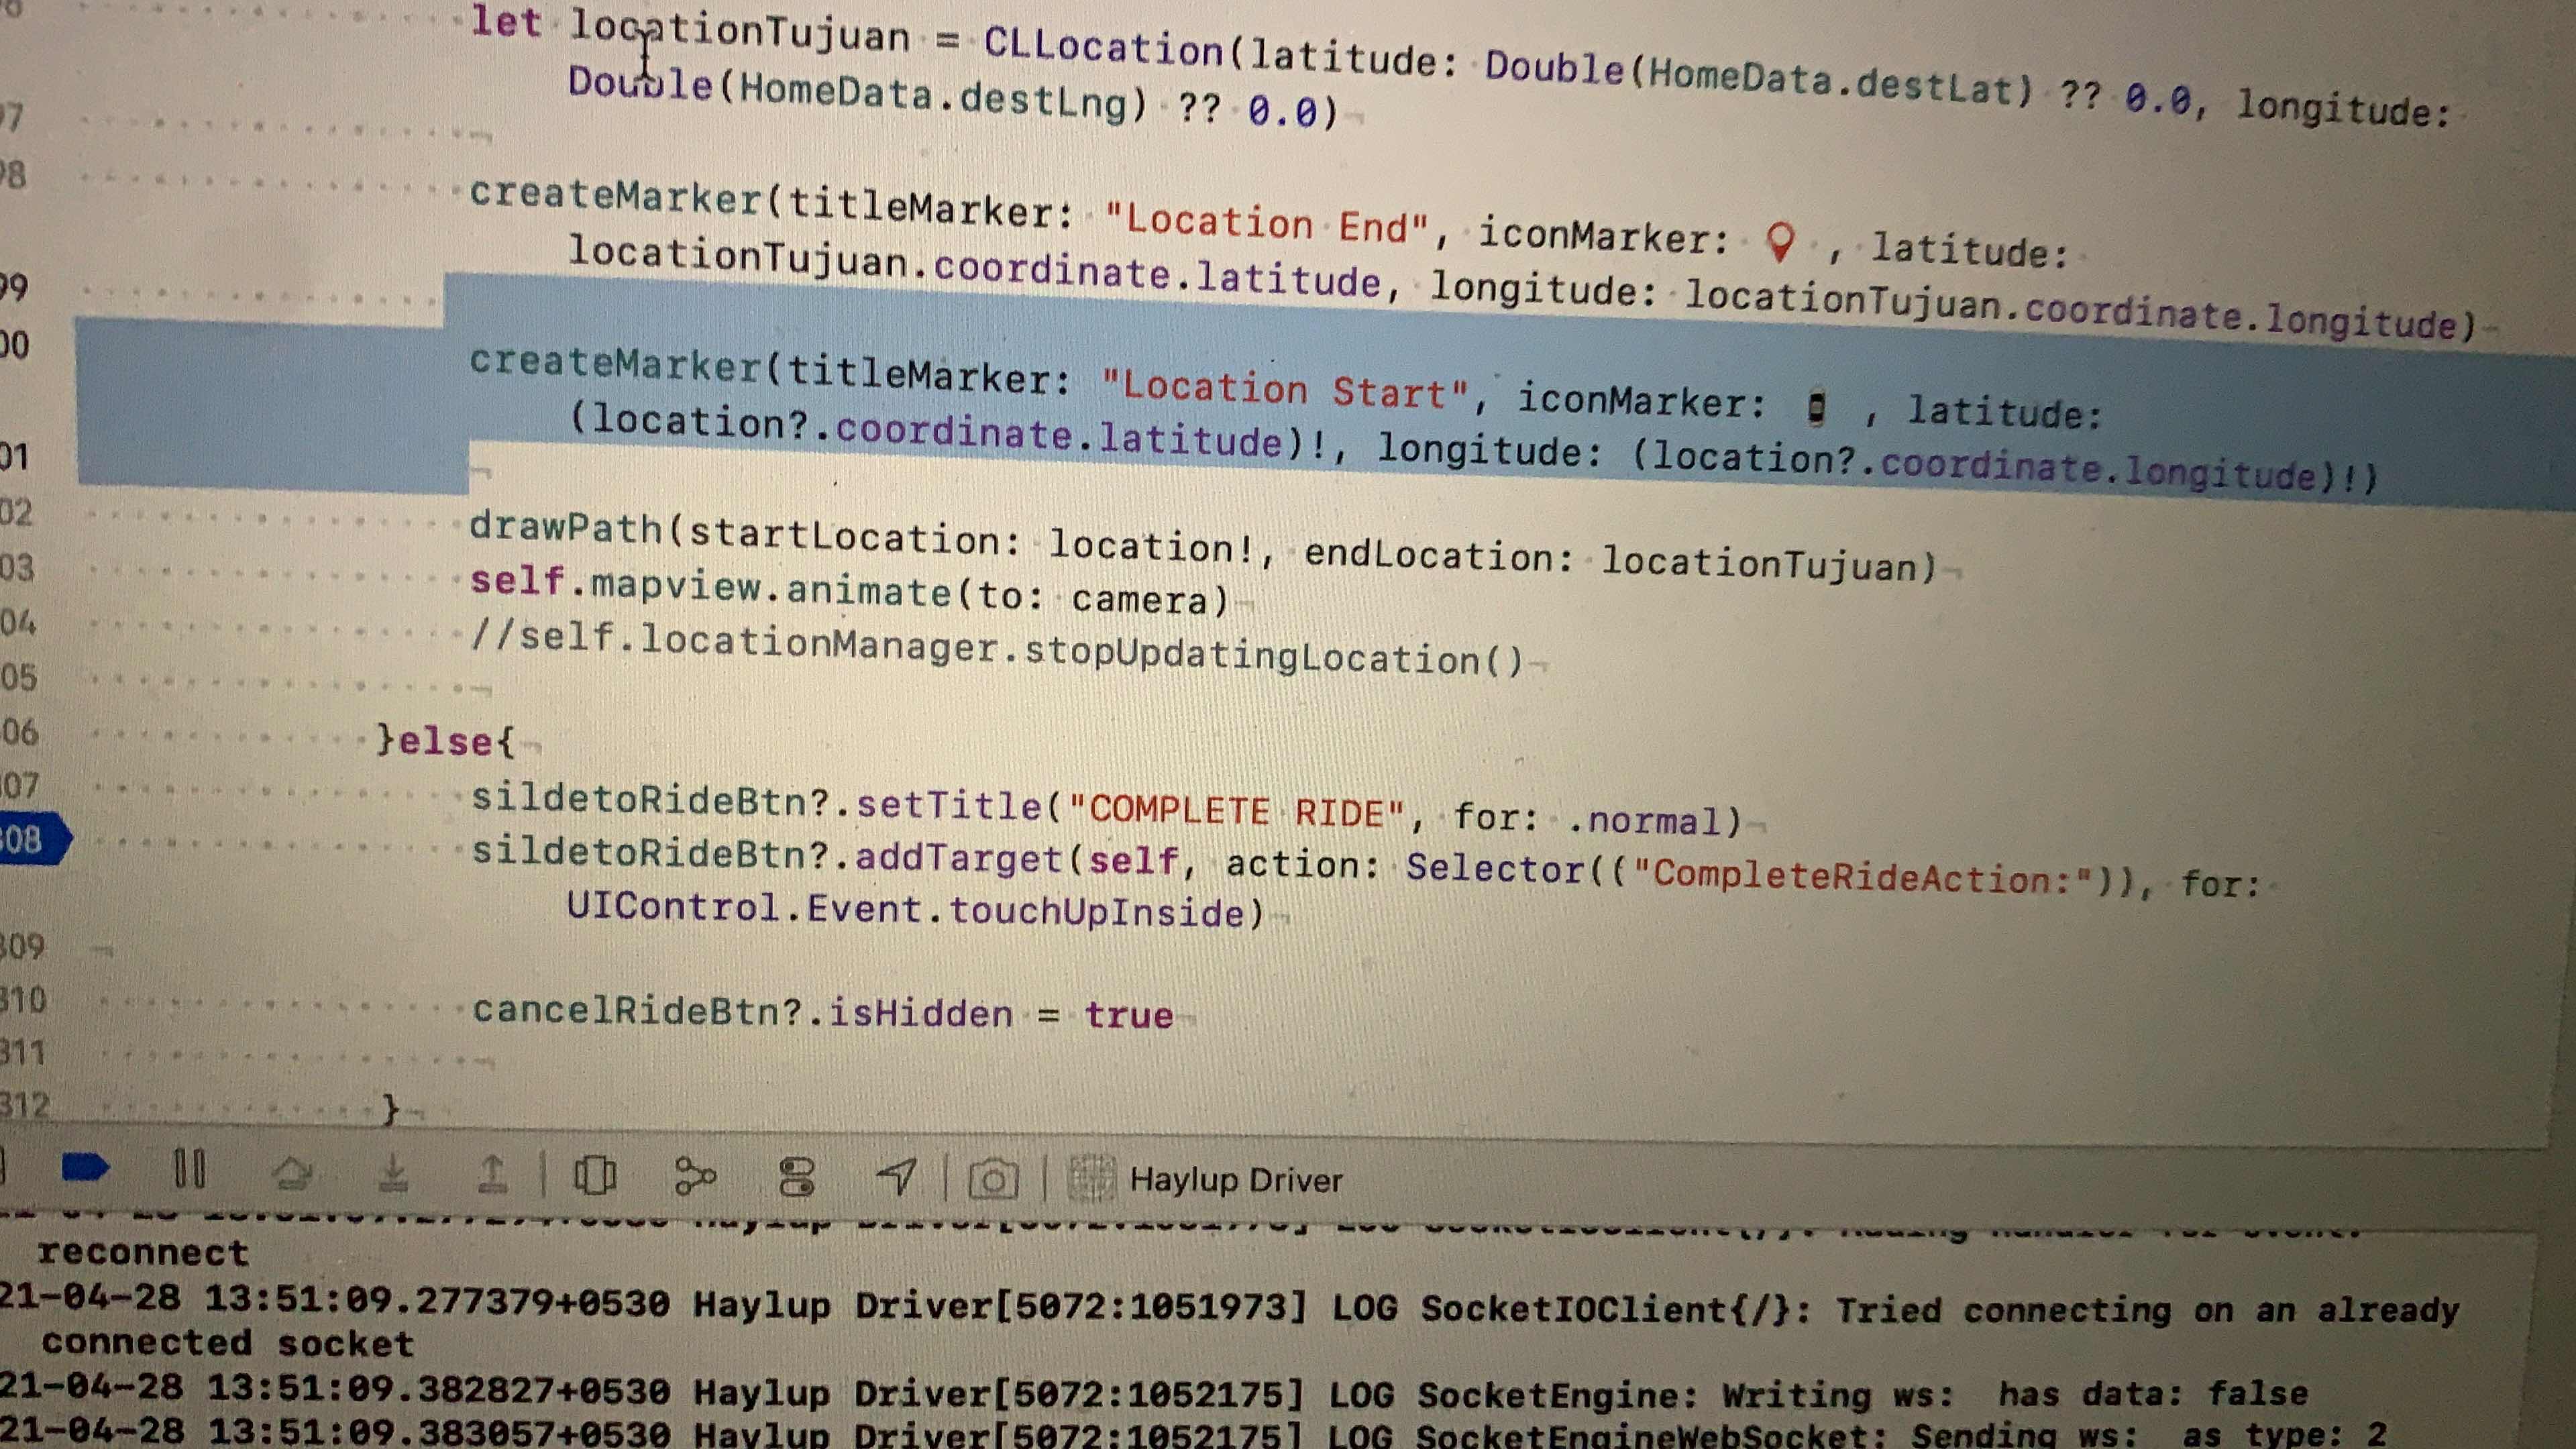 let locationTujuan = CLLocation(latitude: Double(HomeData.destLat) ?? 0.0, longitude:
Double(HomeData.destLng) ?? 0.0)
97
98
createMarker(titleMarker: "Location End", iconMarker: , latitude:
locationTujuan.coordinate.latitude, longitude: locationTujuan.coordinate.longitude)
99
00
createMarker(titleMarker: "Location Start", iconMarker: , latitude:
(location?.coordinate.latitude)!, longitude: (location?.coordinate.longitude)!)
01
02 drawPath(startLocation: location!, endLocation: locationTujuan)
03 self.mapview.animate(to: camera)
04 //self.locationManager.stopUpdatingLocation()
05
06 }else{
307 sildetoRideBtn?.setTitle("COMPLETE RIDE", for: .normal)
308 sildetoRideBtn?.addTarget(self, action: Selector(("CompleteRideAction:")), for:
UIControl.Event.touchUpInside)
309
310 cancelRideBtn?.isHidden = true
311
312 }
Haylup Driver
reconnect
21-04-28 13:51:09.277379+0530 Haylup Driver[5072:1051973] LOG SocketIOClient{/}: Tried connecting on an already
connected socket
21-04-28 13:51:09.382827+0530 Haylup Driver[5072:1052175] LOG SocketEngine: Writing ws: has data: false
21-04-28 13:51:09.383057+0530 Haylup Driver[5072:1052175] LOG SocketEngineWebSocket: Sending ws: as type: 2